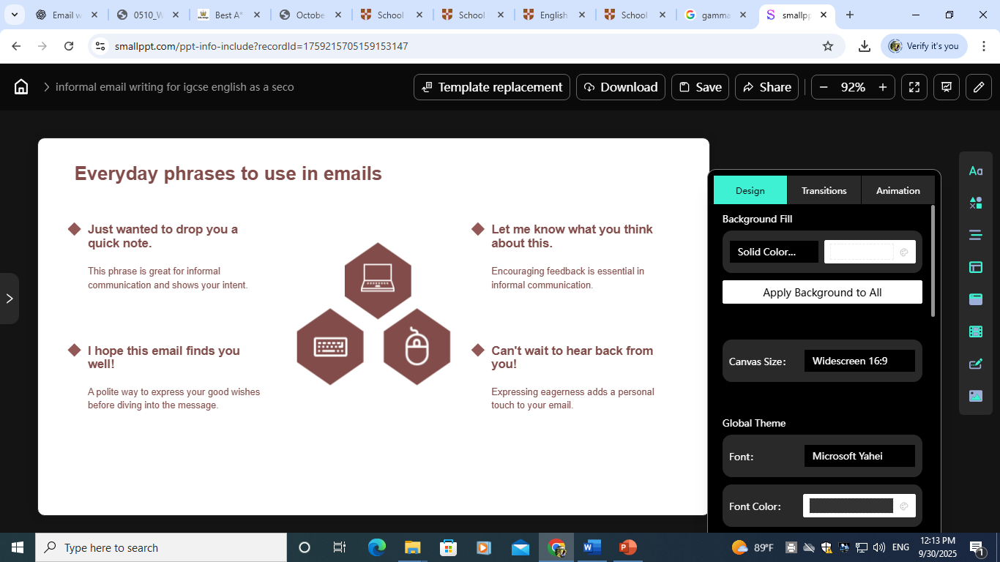 Email w
0510_W
Best A*
Octobe
School
School
English
School
gamma
smallpp
smallppt.com/ppt-info-include?recordId=1759215705159153147
Verify it's you
informal email writing for igcse english as a seco
Template replacement
Download
Save
Share
92%
Everyday phrases to use in emails
Just wanted to drop you a
quick note.
This phrase is great for informal
communication and shows your intent.
Let me know what you think
about this.
Encouraging feedback is essential in
informal communication.
I hope this email finds you
well!
A polite way to express your good wishes
before diving into the message.
Can't wait to hear back from
you!
Expressing eagerness adds a personal
touch to your email.
Design
Transitions
Animation
Background Fill
Solid Color...
Apply Background to All
Canvas Size:
Widescreen 16:9
Global Theme
Font:
Microsoft Yahei
Font Color:
Aa
Type here to search
89°F
ENG
12:13 PM
9/30/2025
1